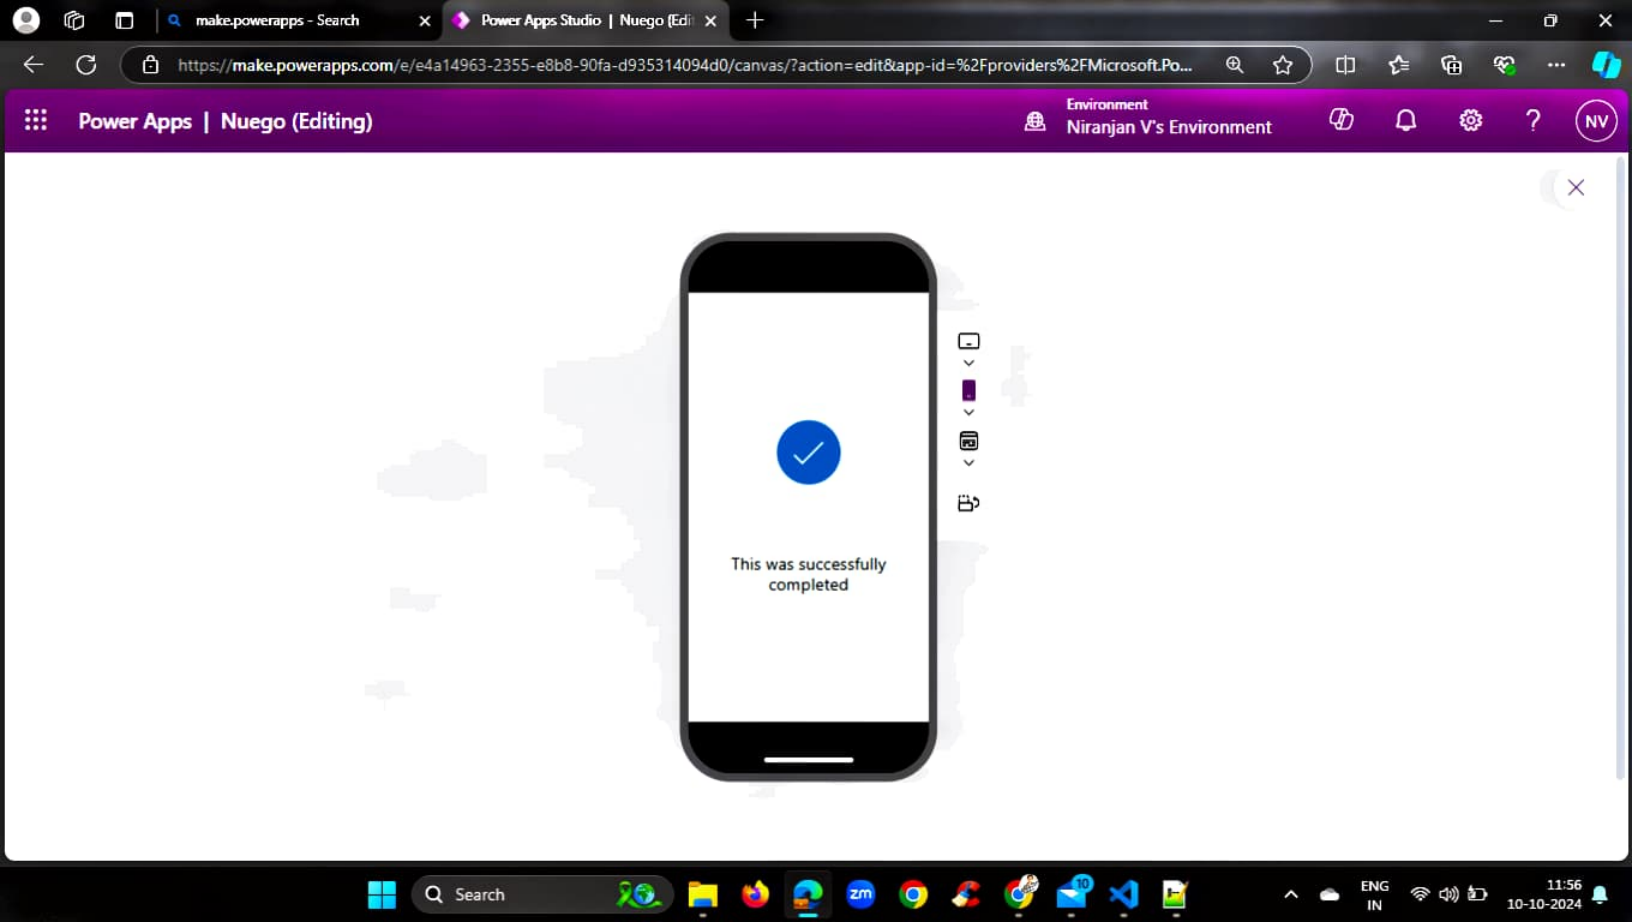 make.powerapps - Search
Power Apps Studio | Nuego (Edi
https://make.powerapps.com/e/e4a14963-2355-e8b8-90fa-d935314094d0/canvas/?action=edit&app-id=%2Fproviders%2FMicrosoft.Po...
Power Apps | Nuego (Editing)
Environment
Niranjan V's Environment
NV
This was successfully
completed
Search
zm
10
ENG
IN
11:56
10-10-2024